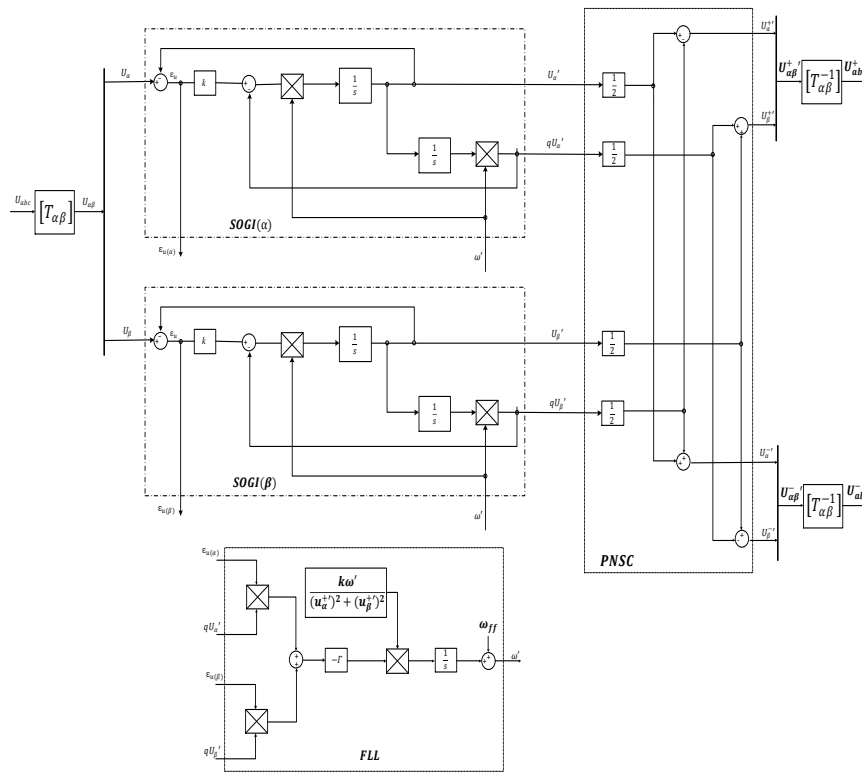 U_abc
[T_αβ]
U_αβ
U_α
ε_u
k
1/s
1/s
U_α'
qU_α'
SOGI(α)
ε_u(α)
ω'
U_β
ε_u
k
1/s
1/s
U_β'
qU_β'
SOGI(β)
ε_u(β)
ω'
1/2
1/2
1/2
1/2
PNSC
U_α^+'
U_β^+'
U_αβ^+'
[T_αβ^-1]
U_ab^+
U_α^-'
U_β^-'
U_αβ^-'
[T_αβ^-1]
U_ab^-
ε_u(α)
qU_α'
ε_u(β)
qU_β'
kω'
(u_α^+')^2 + (u_β^+')^2
-Γ
1/s
ω_ff
ω'
FLL